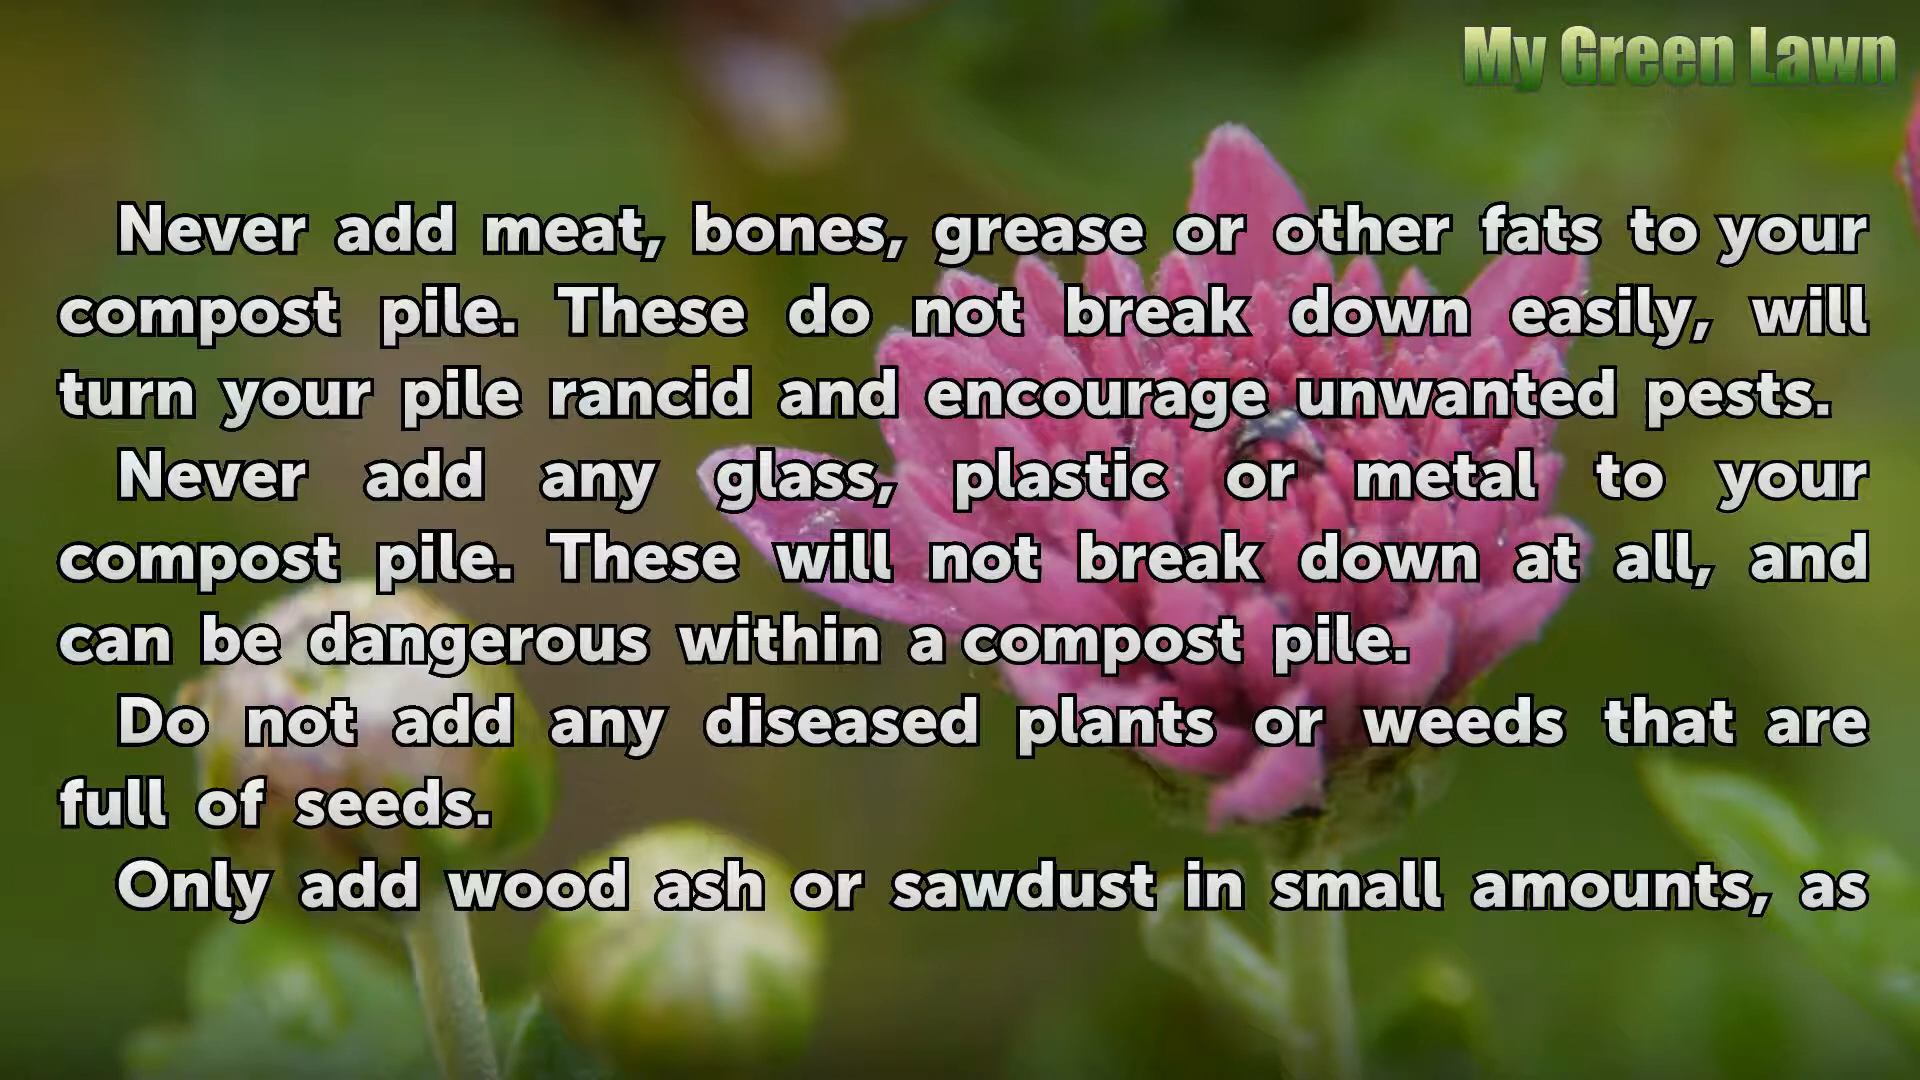 My Green Lawn
Never add meat, bones, grease or other fats to your
compost pile. These do not break down easily, will
turn your pile rancid and encourage unwanted pests.
Never add any glass, plastic or metal to your
compost pile. These will not break down at all, and
can be dangerous within a compost pile.
Do not add any diseased plants or weeds that are
full of seeds.
Only add wood ash or sawdust in small amounts, as